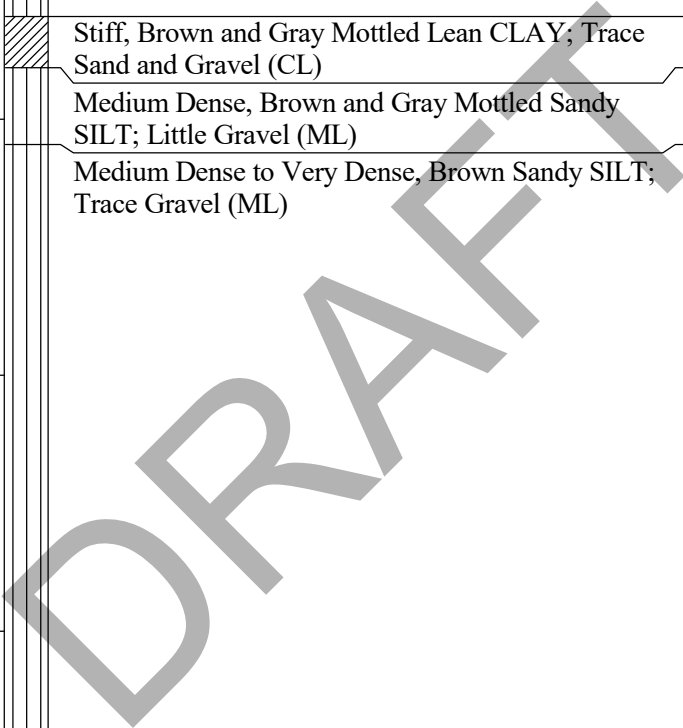 Stiff, Brown and Gray Mottled Lean CLAY; Trace
Sand and Gravel (CL)
Medium Dense, Brown and Gray Mottled Sandy
SILT; Little Gravel (ML)
Medium Dense to Very Dense, Brown Sandy SILT;
Trace Gravel (ML)
DRAFT